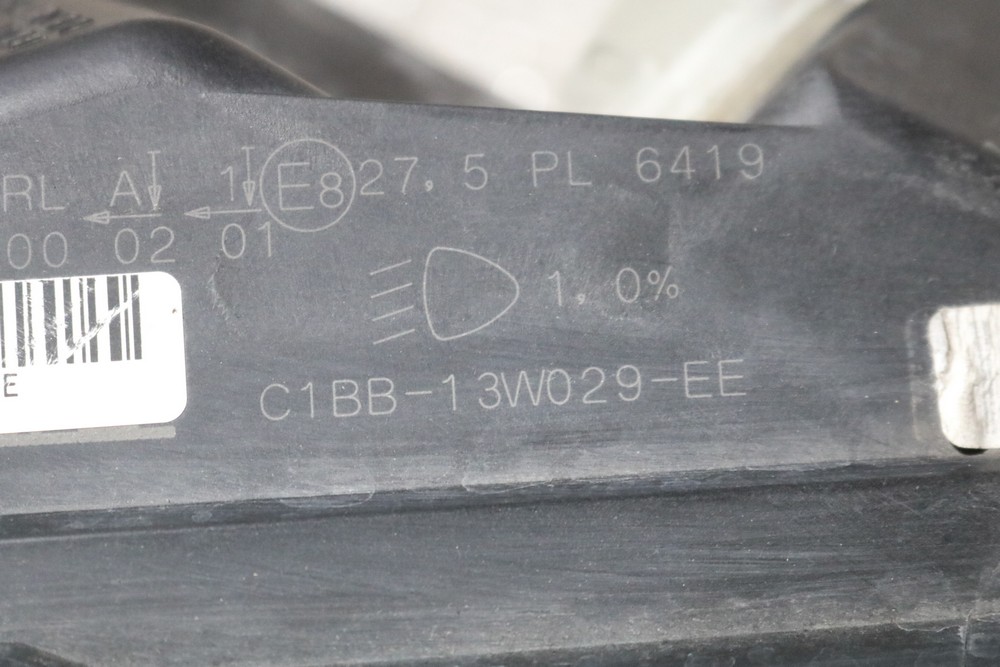 RL A 1 E8 27.5 PL 6419
00 02 01
1.0%
E
C1BB-13W029-EE